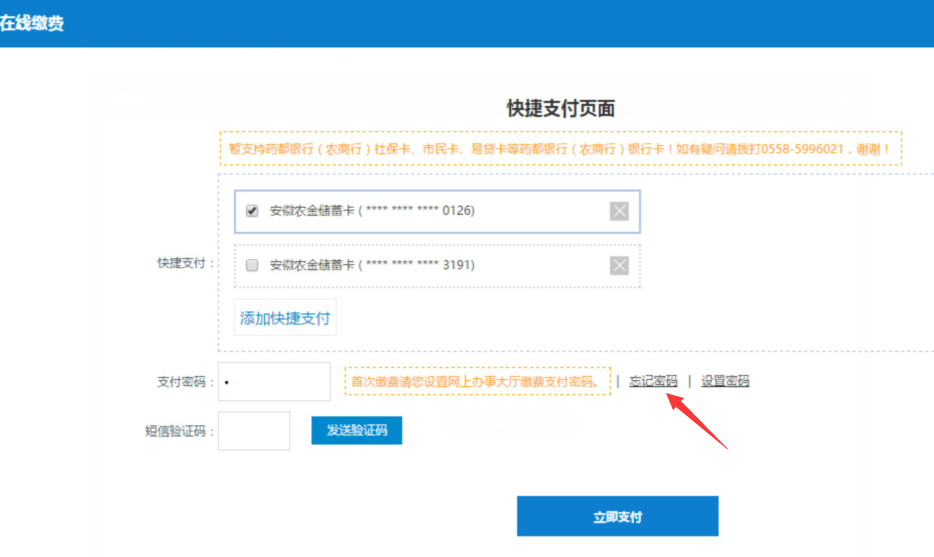 在线缴费
快捷支付页面
暂支持药都银行（农商行）社保卡、市民卡、易贷卡等药都银行（农商行）银行卡！如有疑问请拨打0558-5996021，谢谢！
安徽农金储蓄卡 ( **** **** **** 0126)
快捷支付：
安徽农金储蓄卡 ( **** **** **** 3191)
添加快捷支付
支付密码： • 首次缴费请您设置网上办事大厅缴费支付密码。 | 忘记密码 | 设置密码
短信验证码： 发送验证码
立即支付